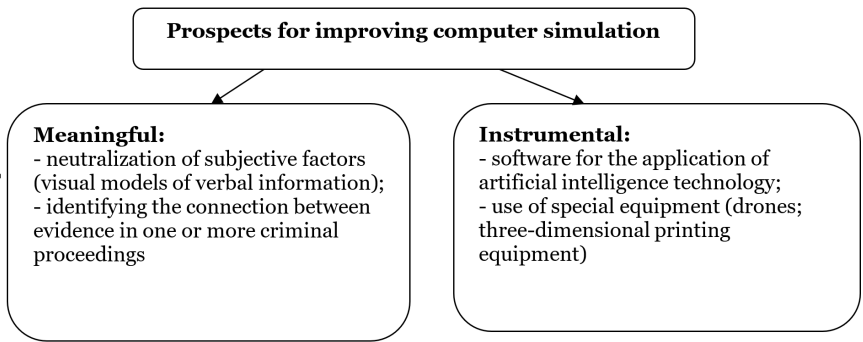 Prospects for improving computer simulation
Meaningful:
- neutralization of subjective factors
(visual models of verbal information);
- identifying the connection between
evidence in one or more criminal
proceedings
Instrumental:
- software for the application of
artificial intelligence technology;
- use of special equipment (drones;
three-dimensional printing
equipment)